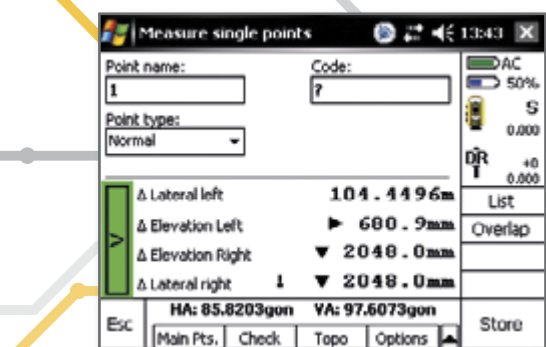 Measure single points 13:43
Point name: Code:
1 ?
Point type:
Normal
AC
50%
S
0.000
DR +0
T 0.000
Δ Lateral left 104.4496m
Δ Elevation Left ► 680.9mm
Δ Elevation Right ▼ 2048.0mm
Δ Lateral right ↓ ▼ 2048.0mm
>
List
Overlap
HA: 85.8203gon VA: 97.6073gon
Esc Main Pts. Check Topo Options Store